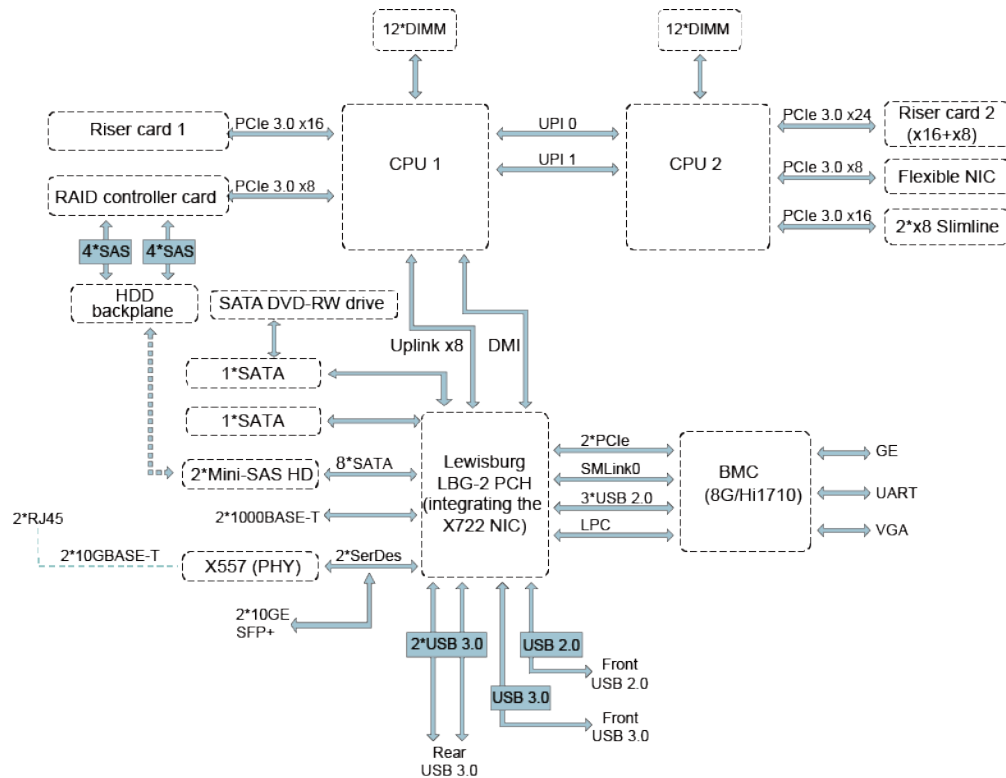 12*DIMM
12*DIMM
Riser card 1
PCIe 3.0 x16
CPU 1
UPI 0
UPI 1
CPU 2
PCIe 3.0 x24
Riser card 2
(x16+x8)
RAID controller card
PCIe 3.0 x8
PCIe 3.0 x8
Flexible NIC
PCIe 3.0 x16
2*x8 Slimline
4*SAS
4*SAS
HDD
backplane
SATA DVD-RW drive
Uplink x8
DMI
1*SATA
1*SATA
2*Mini-SAS HD
8*SATA
Lewisburg
LBG-2 PCH
(integrating the
X722 NIC)
2*PCIe
SMLink0
3*USB 2.0
LPC
BMC
(8G/Hi1710)
GE
UART
VGA
2*1000BASE-T
2*RJ45
2*10GBASE-T
X557 (PHY)
2*SerDes
2*10GE
SFP+
2*USB 3.0
USB 2.0
USB 3.0
Front
USB 2.0
Front
USB 3.0
Rear
USB 3.0